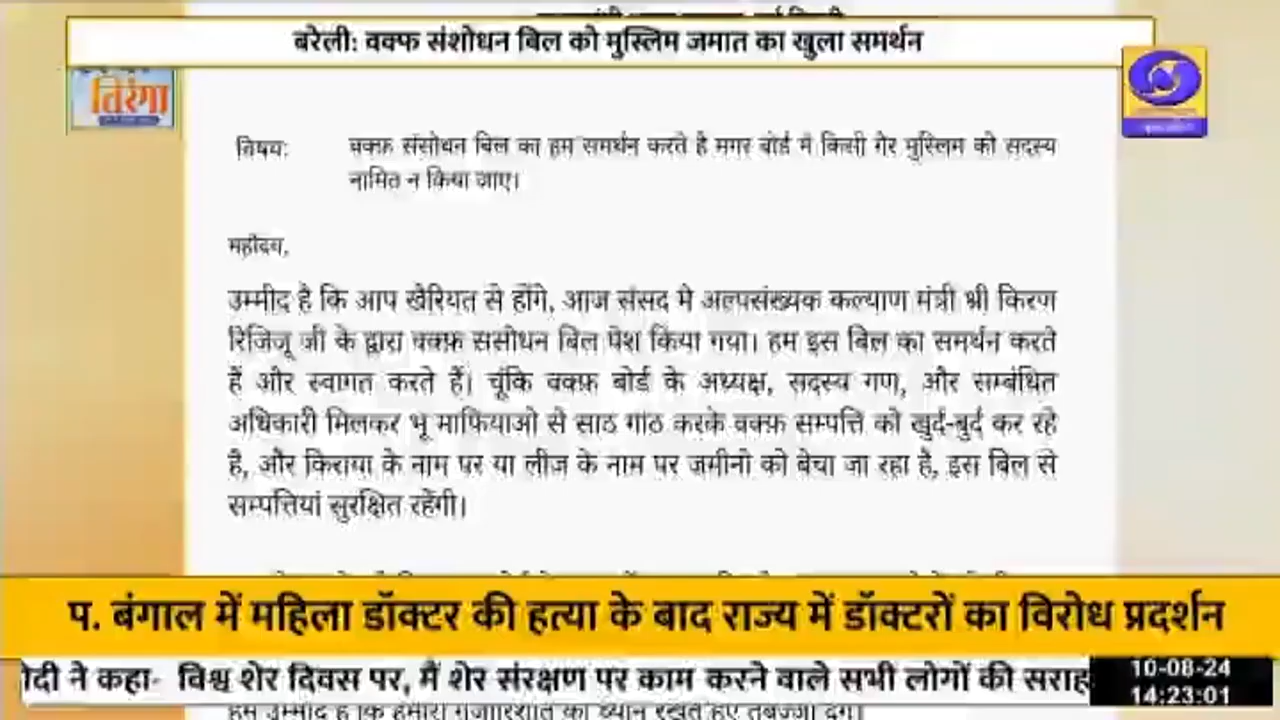 बरेली: वक्फ संशोधन बिल को मुस्लिम जमात का खुला समर्थन
तिरंगा
विषय:
वक्फ़ संसोधन बिल का हम समर्थन करते है मगर बोर्ड में किसी गैर मुस्लिम को सदस्य
नामित न किया जाए।
महोदय,
उम्मीद है कि आप खैरियत से होंगे, आज संसद मे अल्पसंख्यक कल्याण मंत्री श्री किरण
रिजिजू जी के द्वारा वक्फ़ संसोधन बिल पेश किया गया। हम इस बिल का समर्थन करते
हैं और स्वागत करते हैं। चूंकि वक्फ़ बोर्ड के अध्यक्ष, सदस्य गण, और सम्बंधित
अधिकारी मिलकर भू माफियाओ से साठ गांठ करके वक्फ़ सम्पत्ति को खुर्द-बुर्द कर रहे
है, और किराया के नाम पर या लीज के नाम पर जमीनो को बेचा जा रहा है, इस बिल से
सम्पत्तियां सुरक्षित रहेंगी।
प. बंगाल में महिला डॉक्टर की हत्या के बाद राज्य में डॉक्टरों का विरोध प्रदर्शन
ने कहा- विश्व शेर दिवस पर, मैं शेर संरक्षण पर काम करने वाले सभी लोगों की
10-08-24
14:23:01